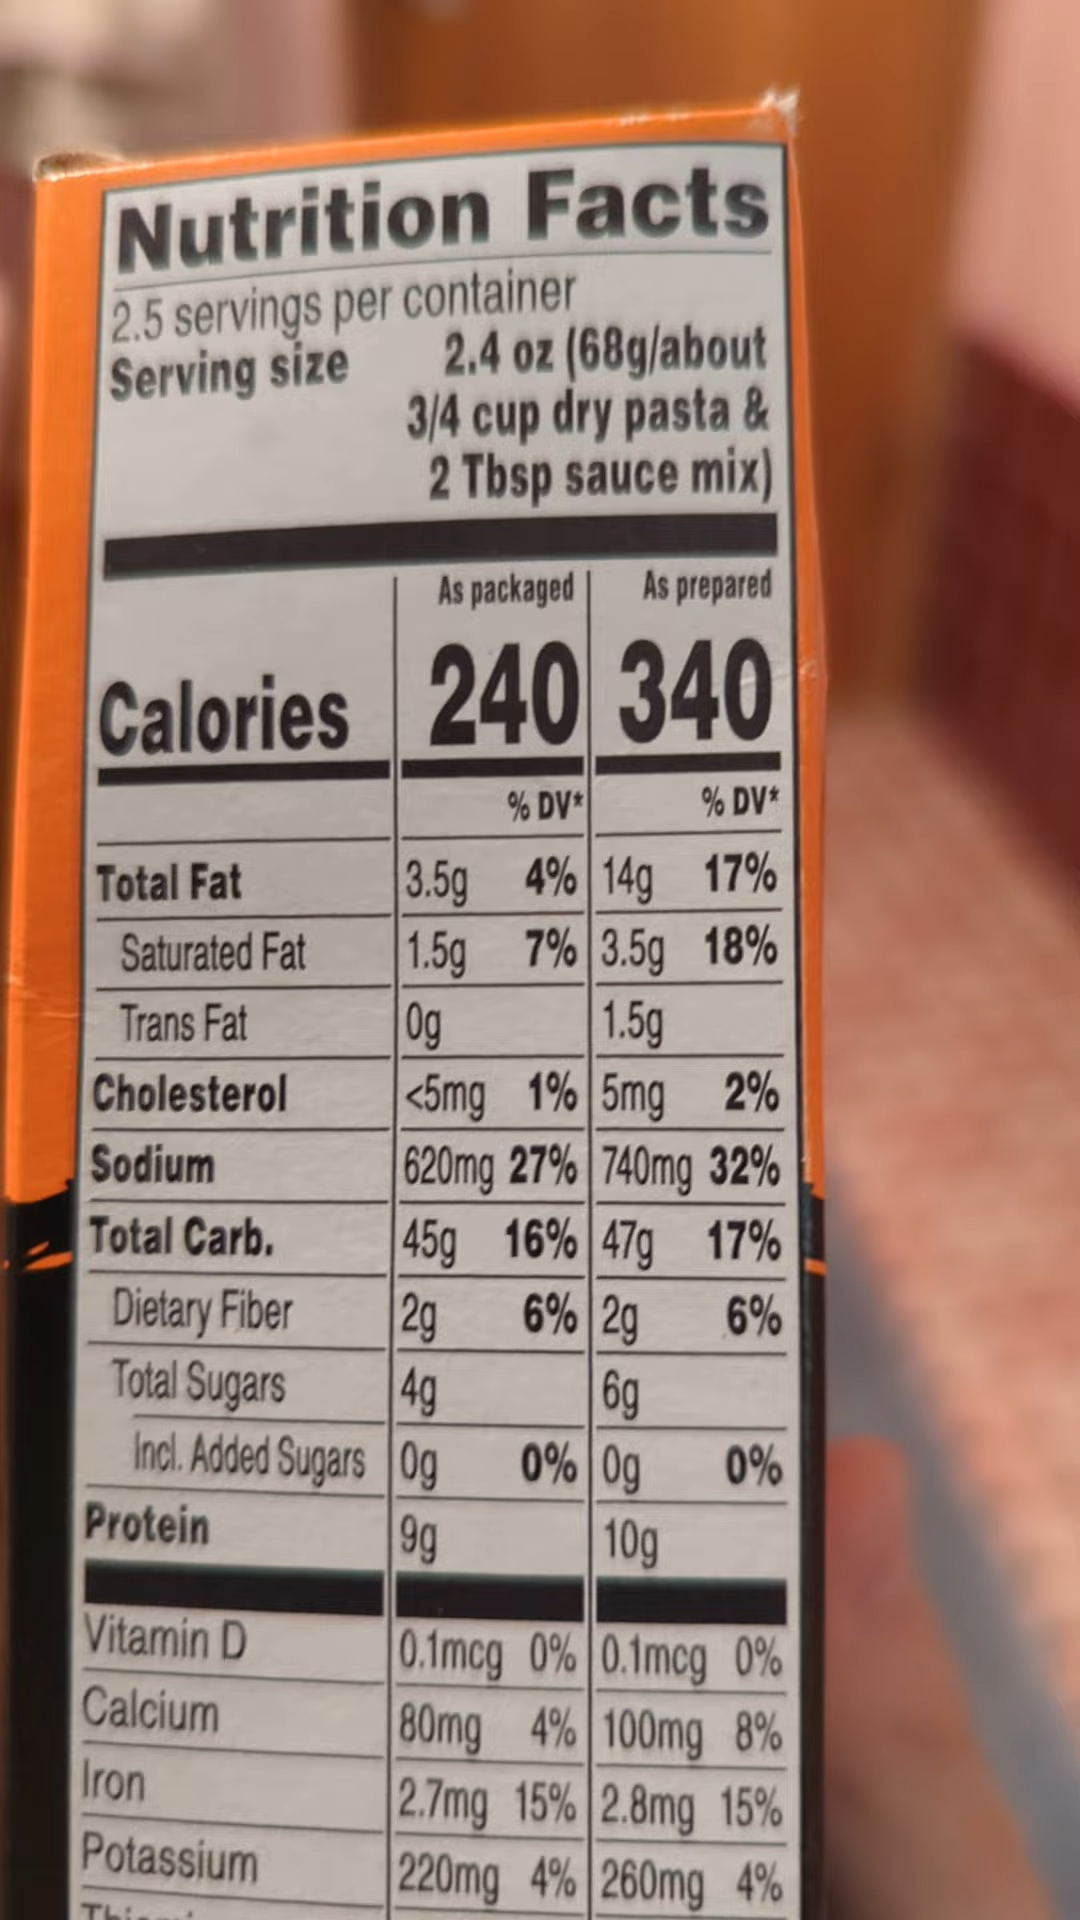 Nutrition Facts
2.5 servings per container
Serving size 2.4 oz (68g/about
3/4 cup dry pasta &
2 Tbsp sauce mix)
As packaged As prepared
Calories 240 340
% DV* % DV*
Total Fat 3.5g 4% 14g 17%
Saturated Fat 1.5g 7% 3.5g 18%
Trans Fat 0g 1.5g
Cholesterol <5mg 1% 5mg 2%
Sodium 620mg 27% 740mg 32%
Total Carb. 45g 16% 47g 17%
Dietary Fiber 2g 6% 2g 6%
Total Sugars 4g 6g
Incl. Added Sugars 0g 0% 0g 0%
Protein 9g 10g
Vitamin D 0.1mcg 0% 0.1mcg 0%
Calcium 80mg 4% 100mg 8%
Iron 2.7mg 15% 2.8mg 15%
Potassium 220mg 4% 260mg 4%